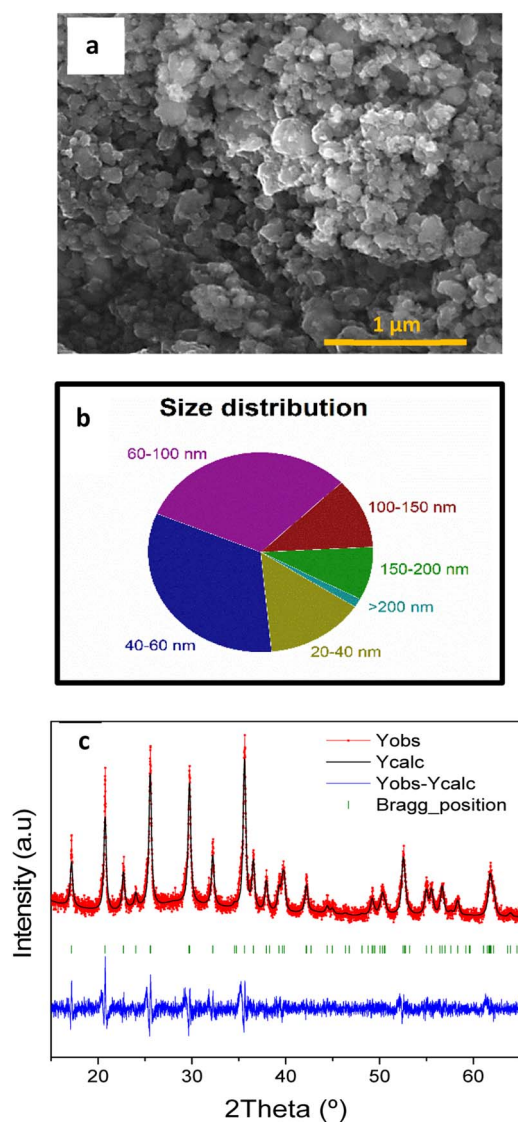 a
1 µm
b
Size distribution
60-100 nm
100-150 nm
150-200 nm
>200 nm
40-60 nm
20-40 nm
c
Yobs
Ycalc
Yobs-Ycalc
Bragg_position
Intensity (a.u)
20 30 40 50 60
2Theta (º)